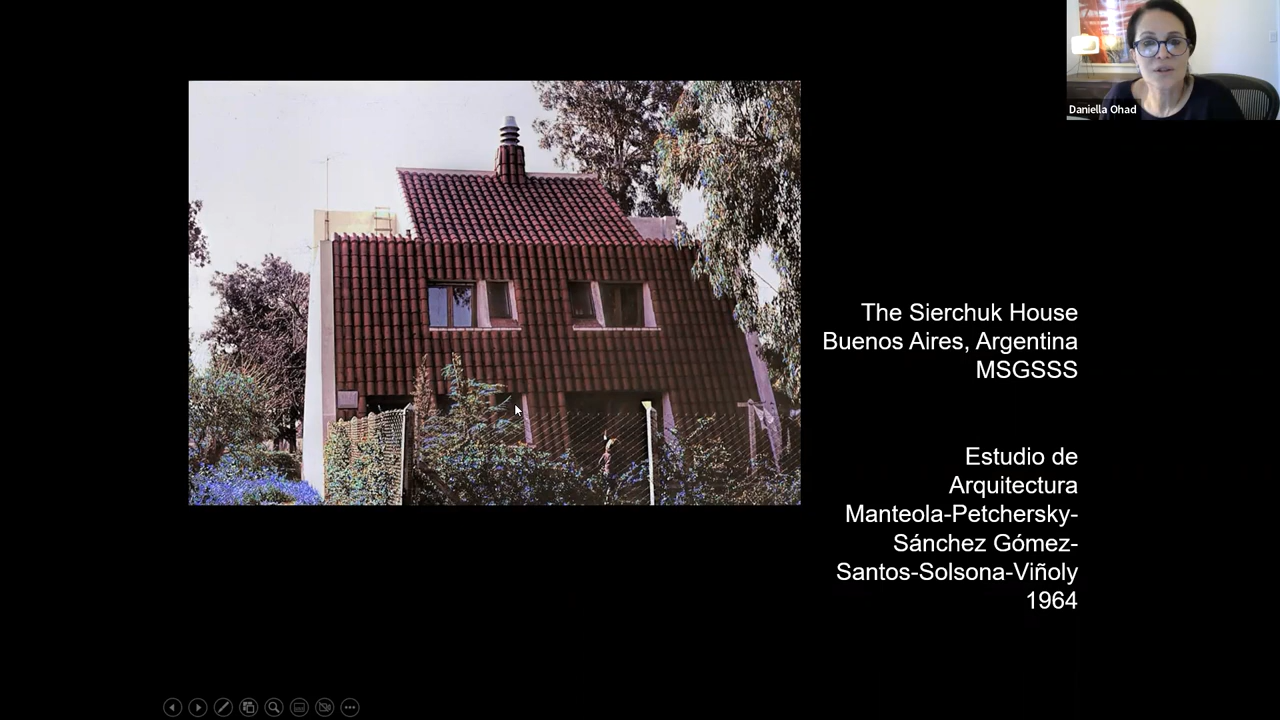 Daniella Ohad
The Sierchuk House
Buenos Aires, Argentina
MSGSSS
Estudio de
Arquitectura
Manteola-Petchersky-
Sánchez Gómez-
Santos-Solsona-Viñoly
1964